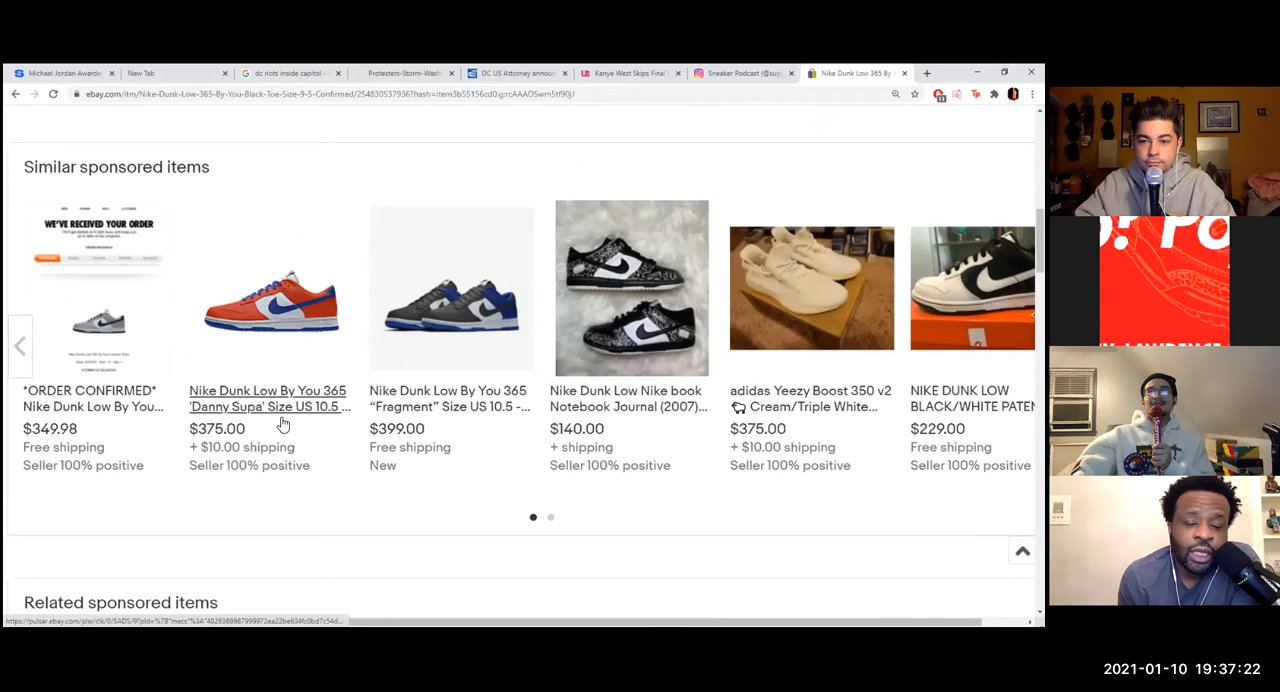 Michael Jordan Awarde
New Tab
dc riots inside capitol -
Protesters-Storm-Wash
DC US Attorney announ
Kanye West Skips Final
Sneaker Podcast (@sup
Nike Dunk Low 365 By
Similar sponsored items
WE'VE RECEIVED YOUR ORDER
*ORDER CONFIRMED*
Nike Dunk Low By You...
$349.98
Free shipping
Seller 100% positive
Nike Dunk Low By You 365
'Danny Supa' Size US 10.5 ...
$375.00
+ $10.00 shipping
Seller 100% positive
Nike Dunk Low By You 365
“Fragment” Size US 10.5 -...
$399.00
Free shipping
New
Nike Dunk Low Nike book
Notebook Journal (2007)...
$140.00
+ shipping
Seller 100% positive
adidas Yeezy Boost 350 v2
Cream/Triple White...
$375.00
+ $10.00 shipping
Seller 100% positive
NIKE DUNK LOW
BLACK/WHITE PATEN
$229.00
Free shipping
Seller 100% positive
Related sponsored items
2021-01-10 19:37:22